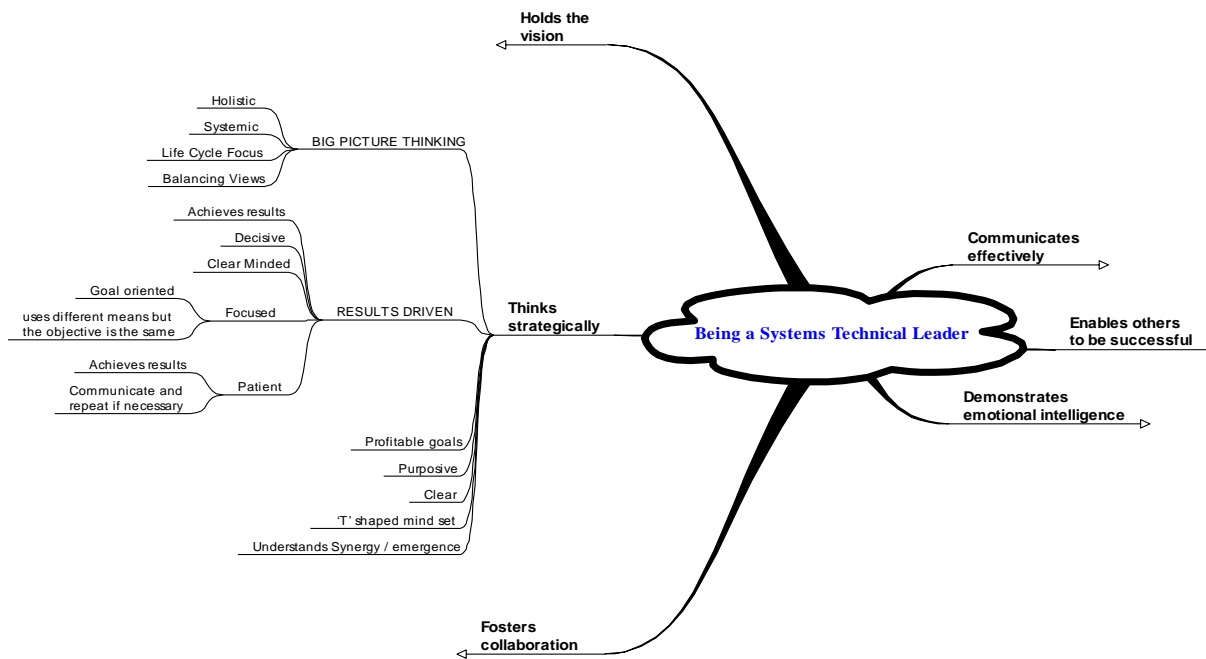 Holds the
vision
Holistic
Systemic
Life Cycle Focus
Balancing Views
BIG PICTURE THINKING
Achieves results
Decisive
Clear Minded
Goal oriented
uses different means but
the objective is the same
Focused
RESULTS DRIVEN
Achieves results
Communicate and
repeat if necessary
Patient
Profitable goals
Purposive
Clear
'T' shaped mind set
Understands Synergy / emergence
Thinks
strategically
Being a Systems Technical Leader
Communicates
effectively
Enables others
to be successful
Demonstrates
emotional intelligence
Fosters
collaboration